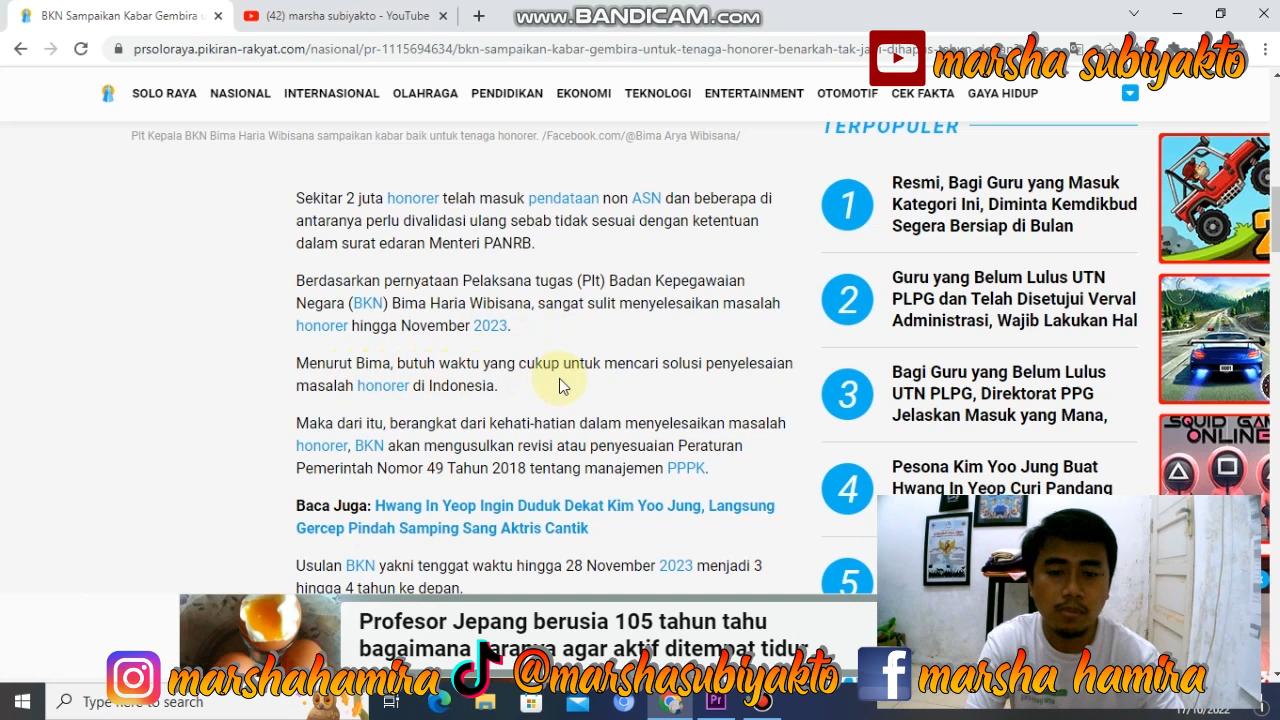 BKN Sampaikan Kabar Gembira u
(42) marsha subiyakto - YouTube
www.BANDICAM.com
prsoloraya.pikiran-rakyat.com/nasional/pr-1115694634/bkn-sampaikan-kabar-gembira-untuk-tenaga-honorer-benarkah-tak-jadi-dihapus
marsha subiyakto
SOLO RAYA NASIONAL INTERNASIONAL OLAHRAGA PENDIDIKAN EKONOMI TEKNOLOGI ENTERTAINMENT OTOMOTIF CEK FAKTA GAYA HIDUP
Plt Kepala BKN Bima Haria Wibisana sampaikan kabar baik untuk tenaga honorer. /Facebook.com/@Bima Arya Wibisana/
Sekitar 2 juta honorer telah masuk pendataan non ASN dan beberapa di
antaranya perlu divalidasi ulang sebab tidak sesuai dengan ketentuan
dalam surat edaran Menteri PANRB.
Berdasarkan pernyataan Pelaksana tugas (Plt) Badan Kepegawaian
Negara (BKN) Bima Haria Wibisana, sangat sulit menyelesaikan masalah
honorer hingga November 2023.
Menurut Bima, butuh waktu yang cukup untuk mencari solusi penyelesaian
masalah honorer di Indonesia.
Maka dari itu, berangkat dari kehati-hatian dalam menyelesaikan masalah
honorer, BKN akan mengusulkan revisi atau penyesuaian Peraturan
Pemerintah Nomor 49 Tahun 2018 tentang manajemen PPPK.
Baca Juga: Hwang In Yeop Ingin Duduk Dekat Kim Yoo Jung, Langsung
Gercep Pindah Samping Sang Aktris Cantik
Usulan BKN yakni tenggat waktu hingga 28 November 2023 menjadi 3
hingga 4 tahun ke depan.
TERPOPULER
1
Resmi, Bagi Guru yang Masuk
Kategori Ini, Diminta Kemdikbud
Segera Bersiap di Bulan
2
Guru yang Belum Lulus UTN
PLPG dan Telah Disetujui Verval
Administrasi, Wajib Lakukan Hal
3
Bagi Guru yang Belum Lulus
UTN PLPG, Direktorat PPG
Jelaskan Masuk yang Mana,
4
Pesona Kim Yoo Jung Buat
Hwang In Yeop Curi Pandang
5
SQUID GAM
ONLINE
Profesor Jepang berusia 105 tahun tahu
bagaimana caranya agar aktif ditempat tidur
marshahamira
@marshasubiyakto
marsha hamira
Type here to search
17/10/2022